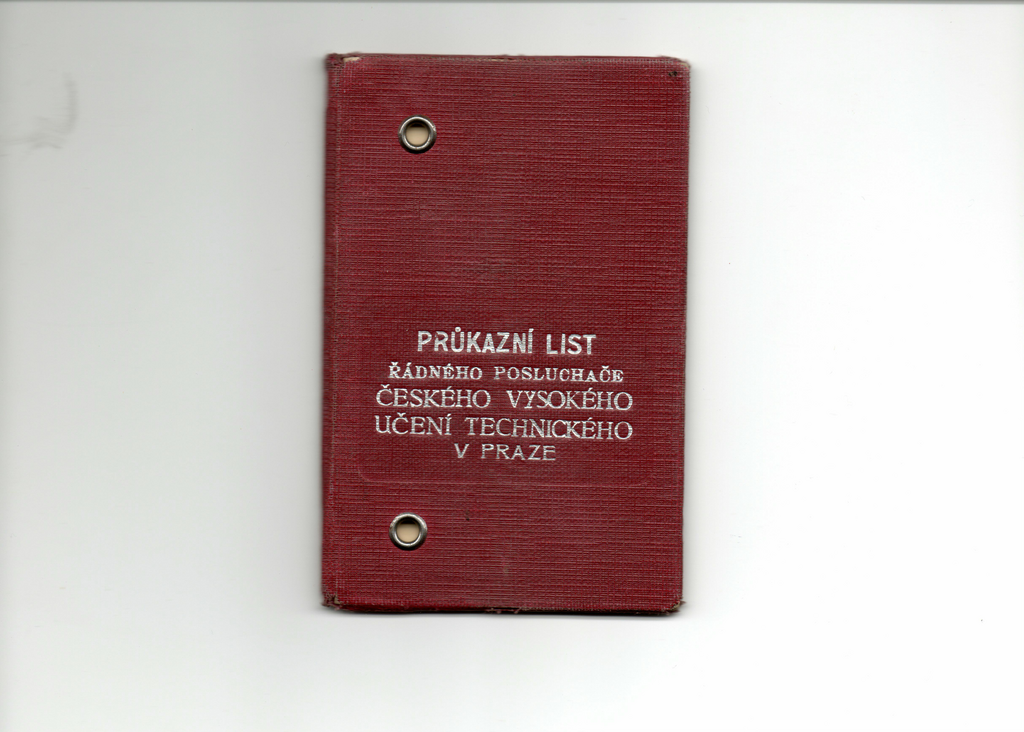 PRŮKAZNÍ LIST
ŘÁDNÉHO POSLUCHAČE
ČESKÉHO VYSOKÉHO
UČENÍ TECHNICKÉHO
V PRAZE